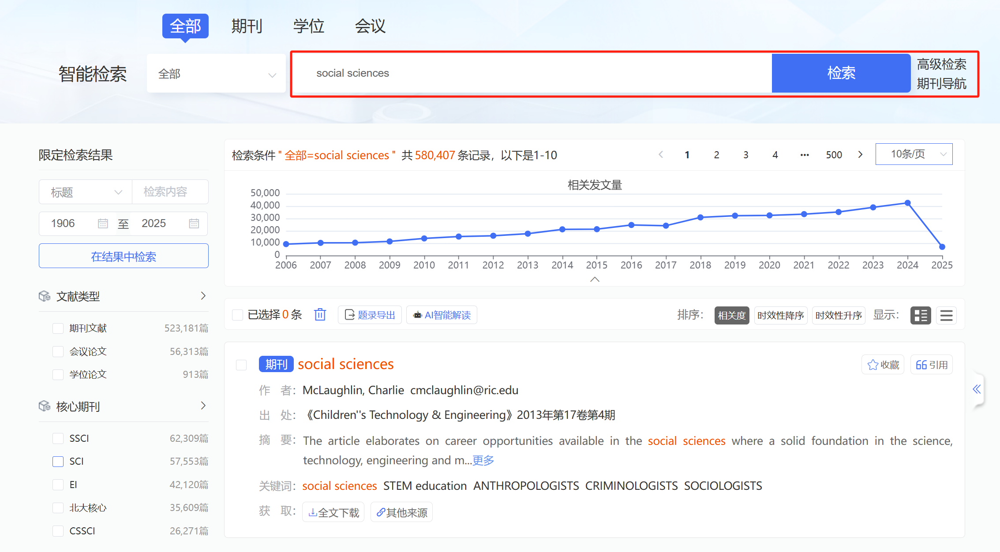 全部 期刊 学位 会议
智能检索 全部 social sciences 检索 高级检索
期刊导航
限定检索结果
标题 检索内容
1906 至 2025
在结果中检索
文献类型
期刊文献 523,181篇
会议论文 56,313篇
学位论文 913篇
核心期刊
SSCI 62,309篇
SCI 57,553篇
EI 42,120篇
北大核心 35,609篇
CSSCI 26,271篇
检索条件 " 全部=social sciences " 共 580,407 条记录，以下是1-10 1 2 3 4 ••• 500 10条/页
相关发文量
50,000
40,000
30,000
20,000
10,000
0
2006 2007 2008 2009 2010 2011 2012 2013 2014 2015 2016 2017 2018 2019 2020 2021 2022 2023 2024 2025
已选择 0 条 题录导出 AI智能解读 排序： 相关度 时效性降序 时效性升序 显示：
期刊 social sciences 收藏 引用
作 者： McLaughlin, Charlie cmclaughlin@ric.edu
出 处： 《Children''s Technology & Engineering》2013年第17卷第4期
摘 要： The article elaborates on career opportunities available in the social sciences where a solid foundation in the science,
technology, engineering and m...更多
关键词： social sciences STEM education ANTHROPOLOGISTS CRIMINOLOGISTS SOCIOLOGISTS
获 取： 全文下载 其他来源